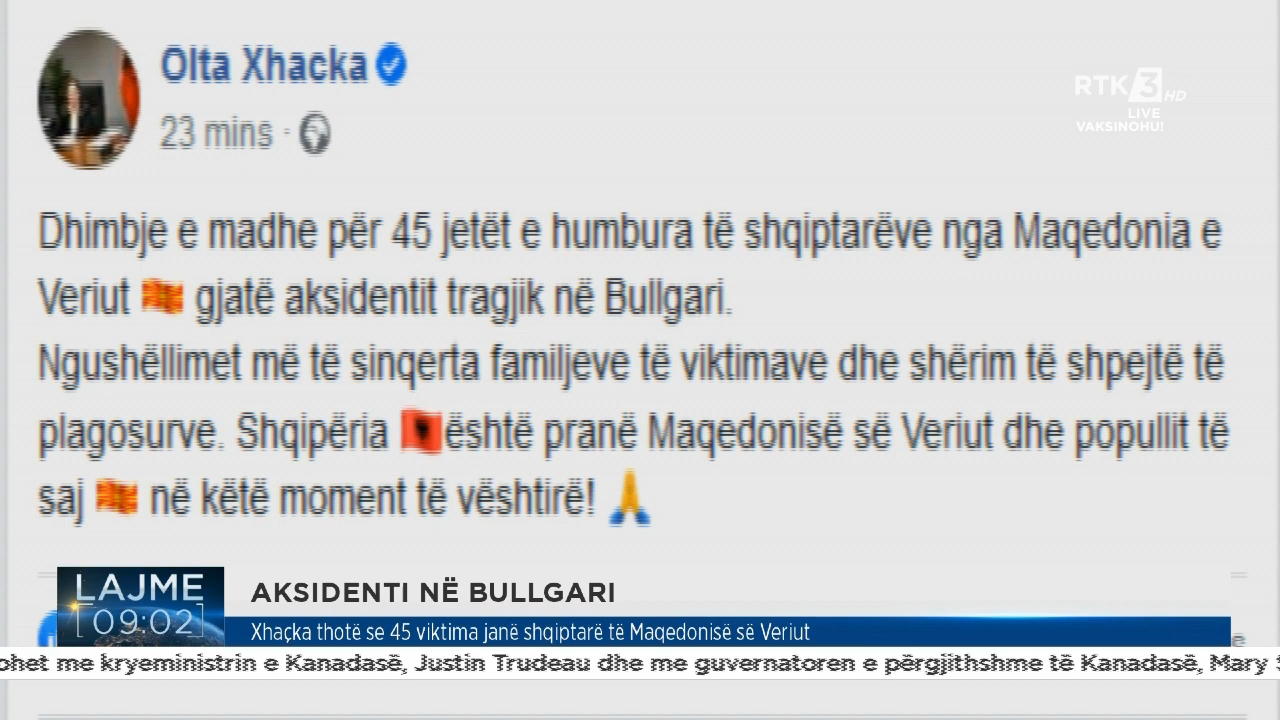 Olta Xhacka
23 mins ·
RTK 3 HD
LIVE
VAKSINOHU!
Dhimbje e madhe për 45 jetët e humbura të shqiptarëve nga Maqedonia e
Veriut gjatë aksidentit tragjik në Bullgari.
Ngushëllimet më të sinqerta familjeve të viktimave dhe shërim të shpejtë të
plagosurve. Shqipëria është pranë Maqedonisë së Veriut dhe popullit të
saj në këtë moment të vështirë!
LAJME
09:02
AKSIDENTI NË BULLGARI
Xhaçka thotë se 45 viktima janë shqiptarë të Maqedonisë së Veriut
ohet me kryeministrin e Kanadasë, Justin Trudeau dhe me guvernatoren e përgjithshme të Kanadasë, Mary S